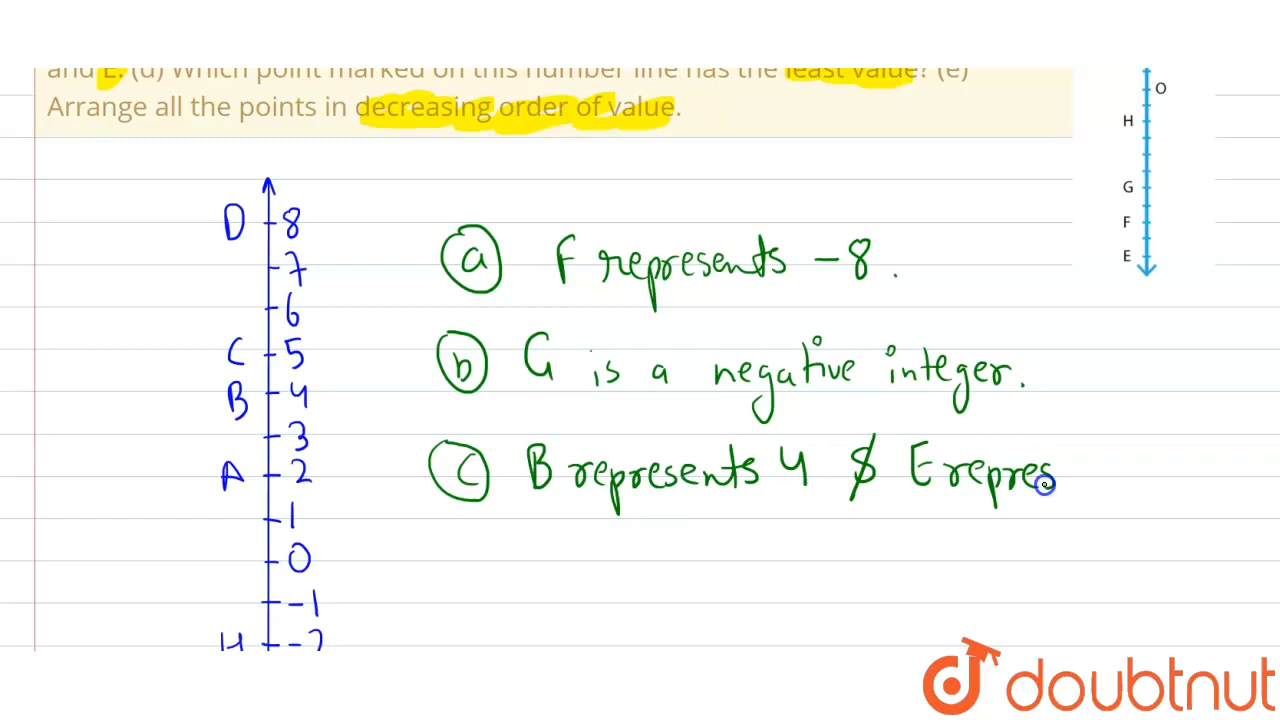 and E. (d) Which point marked on this number line has the least value? (e)
Arrange all the points in decreasing order of value.
O
H
G
F
E
D 8
7
6
C 5
B 4
3
A 2
1
0
-1
H -2
(a) F represents -8.
(b) G is a negative integer.
(c) B represents 4 & E repres
doubtnut